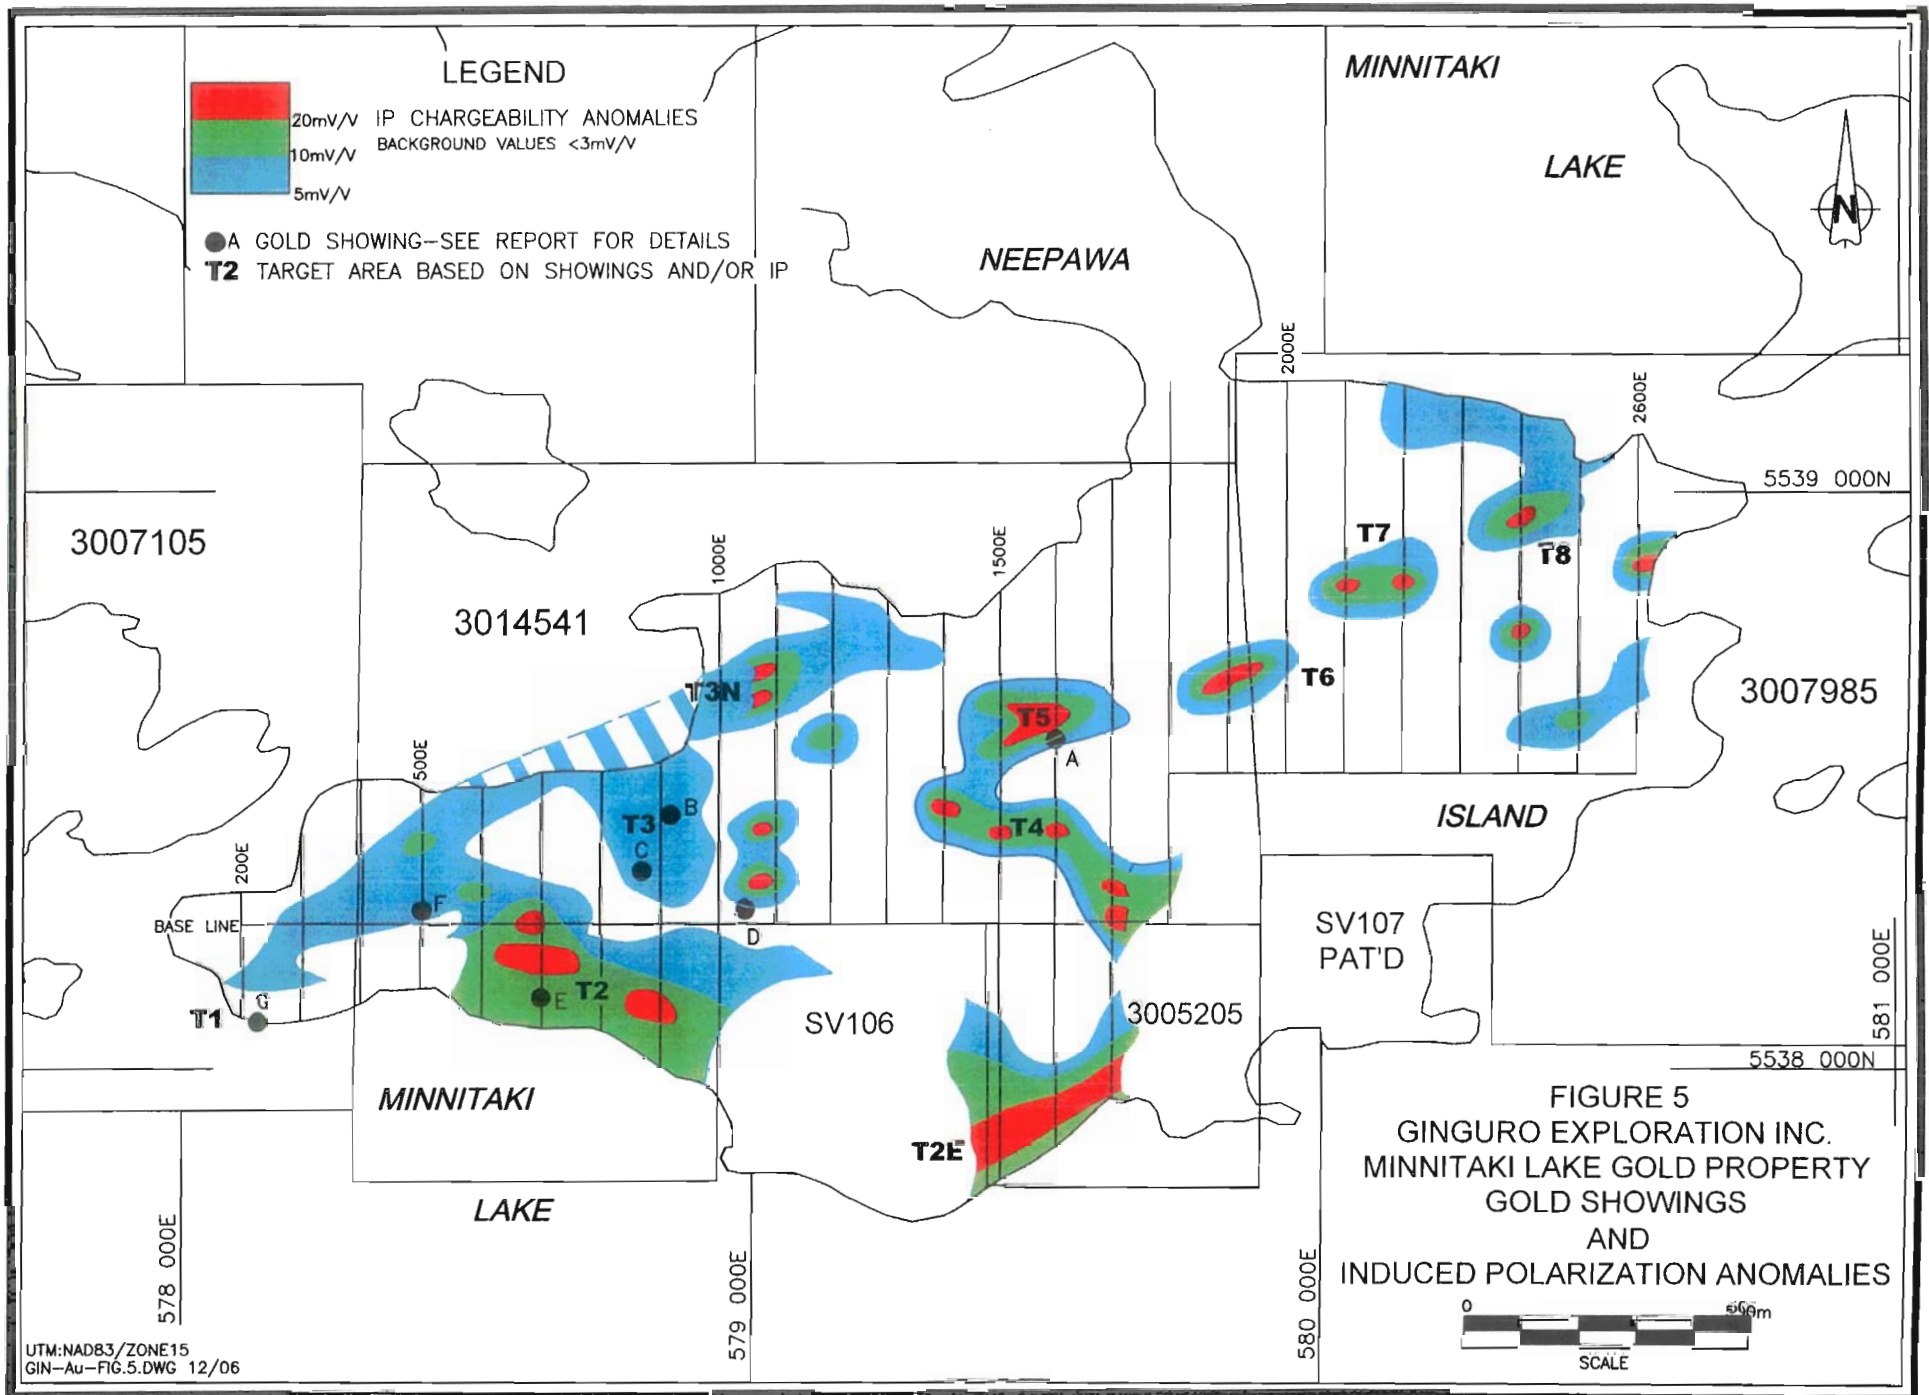 LEGEND
20mV/V IP CHARGEABILITY ANOMALIES
BACKGROUND VALUES <3mV/V
10mV/V
5mV/V
A GOLD SHOWING-SEE REPORT FOR DETAILS
T2 TARGET AREA BASED ON SHOWINGS AND/OR IP
MINNITAKI
LAKE
N
NEEPAWA
2000E
2600E
5539 000N
3007105
3014541
1000E
1500E
T7
T8
T3N
T6
3007985
T5
A
500E
B
T3
C
T4
ISLAND
200E
F
BASE LINE
D
SV107
PAT'D
581 000E
G
T1
E
T2
SV106
3005205
5538 000N
MINNITAKI
LAKE
T2E
578 000E
579 000E
580 000E
FIGURE 5
GINGURO EXPLORATION INC.
MINNITAKI LAKE GOLD PROPERTY
GOLD SHOWINGS
AND
INDUCED POLARIZATION ANOMALIES
0 500m
SCALE
UTM:NAD83/ZONE15
GIN-Au-FIG.5.DWG 12/06